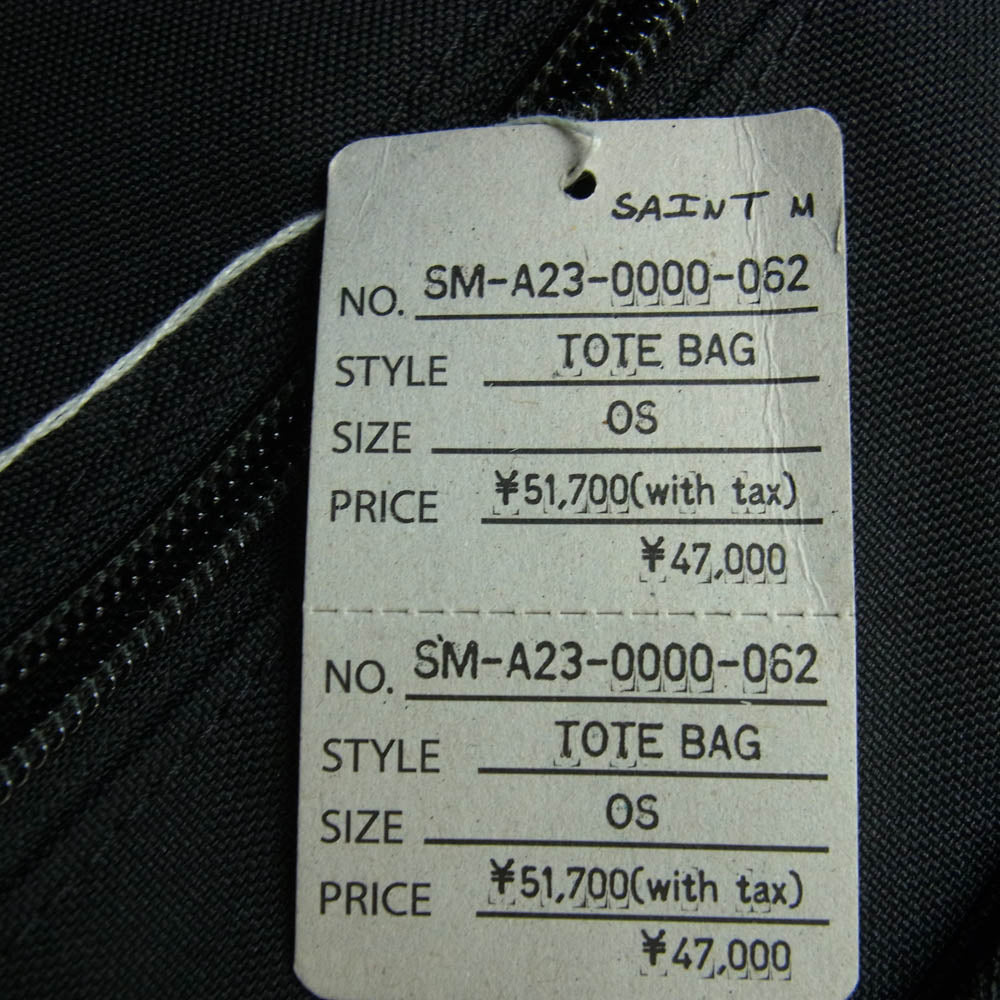 SAINT M
NO. SM-A23-0000-062
STYLE TOTE BAG
SIZE OS
PRICE ¥51,700(with tax)
¥47,000
NO. SM-A23-0000-062
STYLE TOTE BAG
SIZE OS
PRICE ¥51,700(with tax)
¥47,000